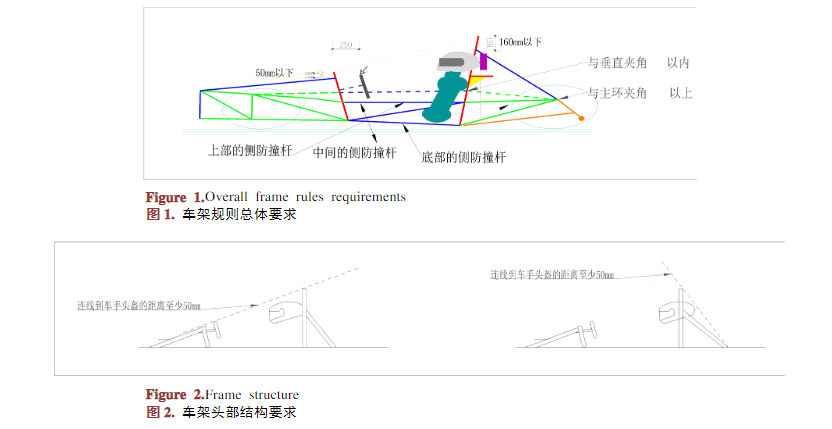 250
160mm以下
50mm以下
与垂直夹角 以内
与主环夹角 以上
上部的侧防撞杆
中间的侧防撞杆
底部的侧防撞杆
Figure 1.Overall frame rules requirements
图1. 车架规则总体要求
连线到车手头盔的距离至少50mm
连线到车手头盔的距离至少50mm
Figure 2.Frame structure
图2. 车架头部结构要求